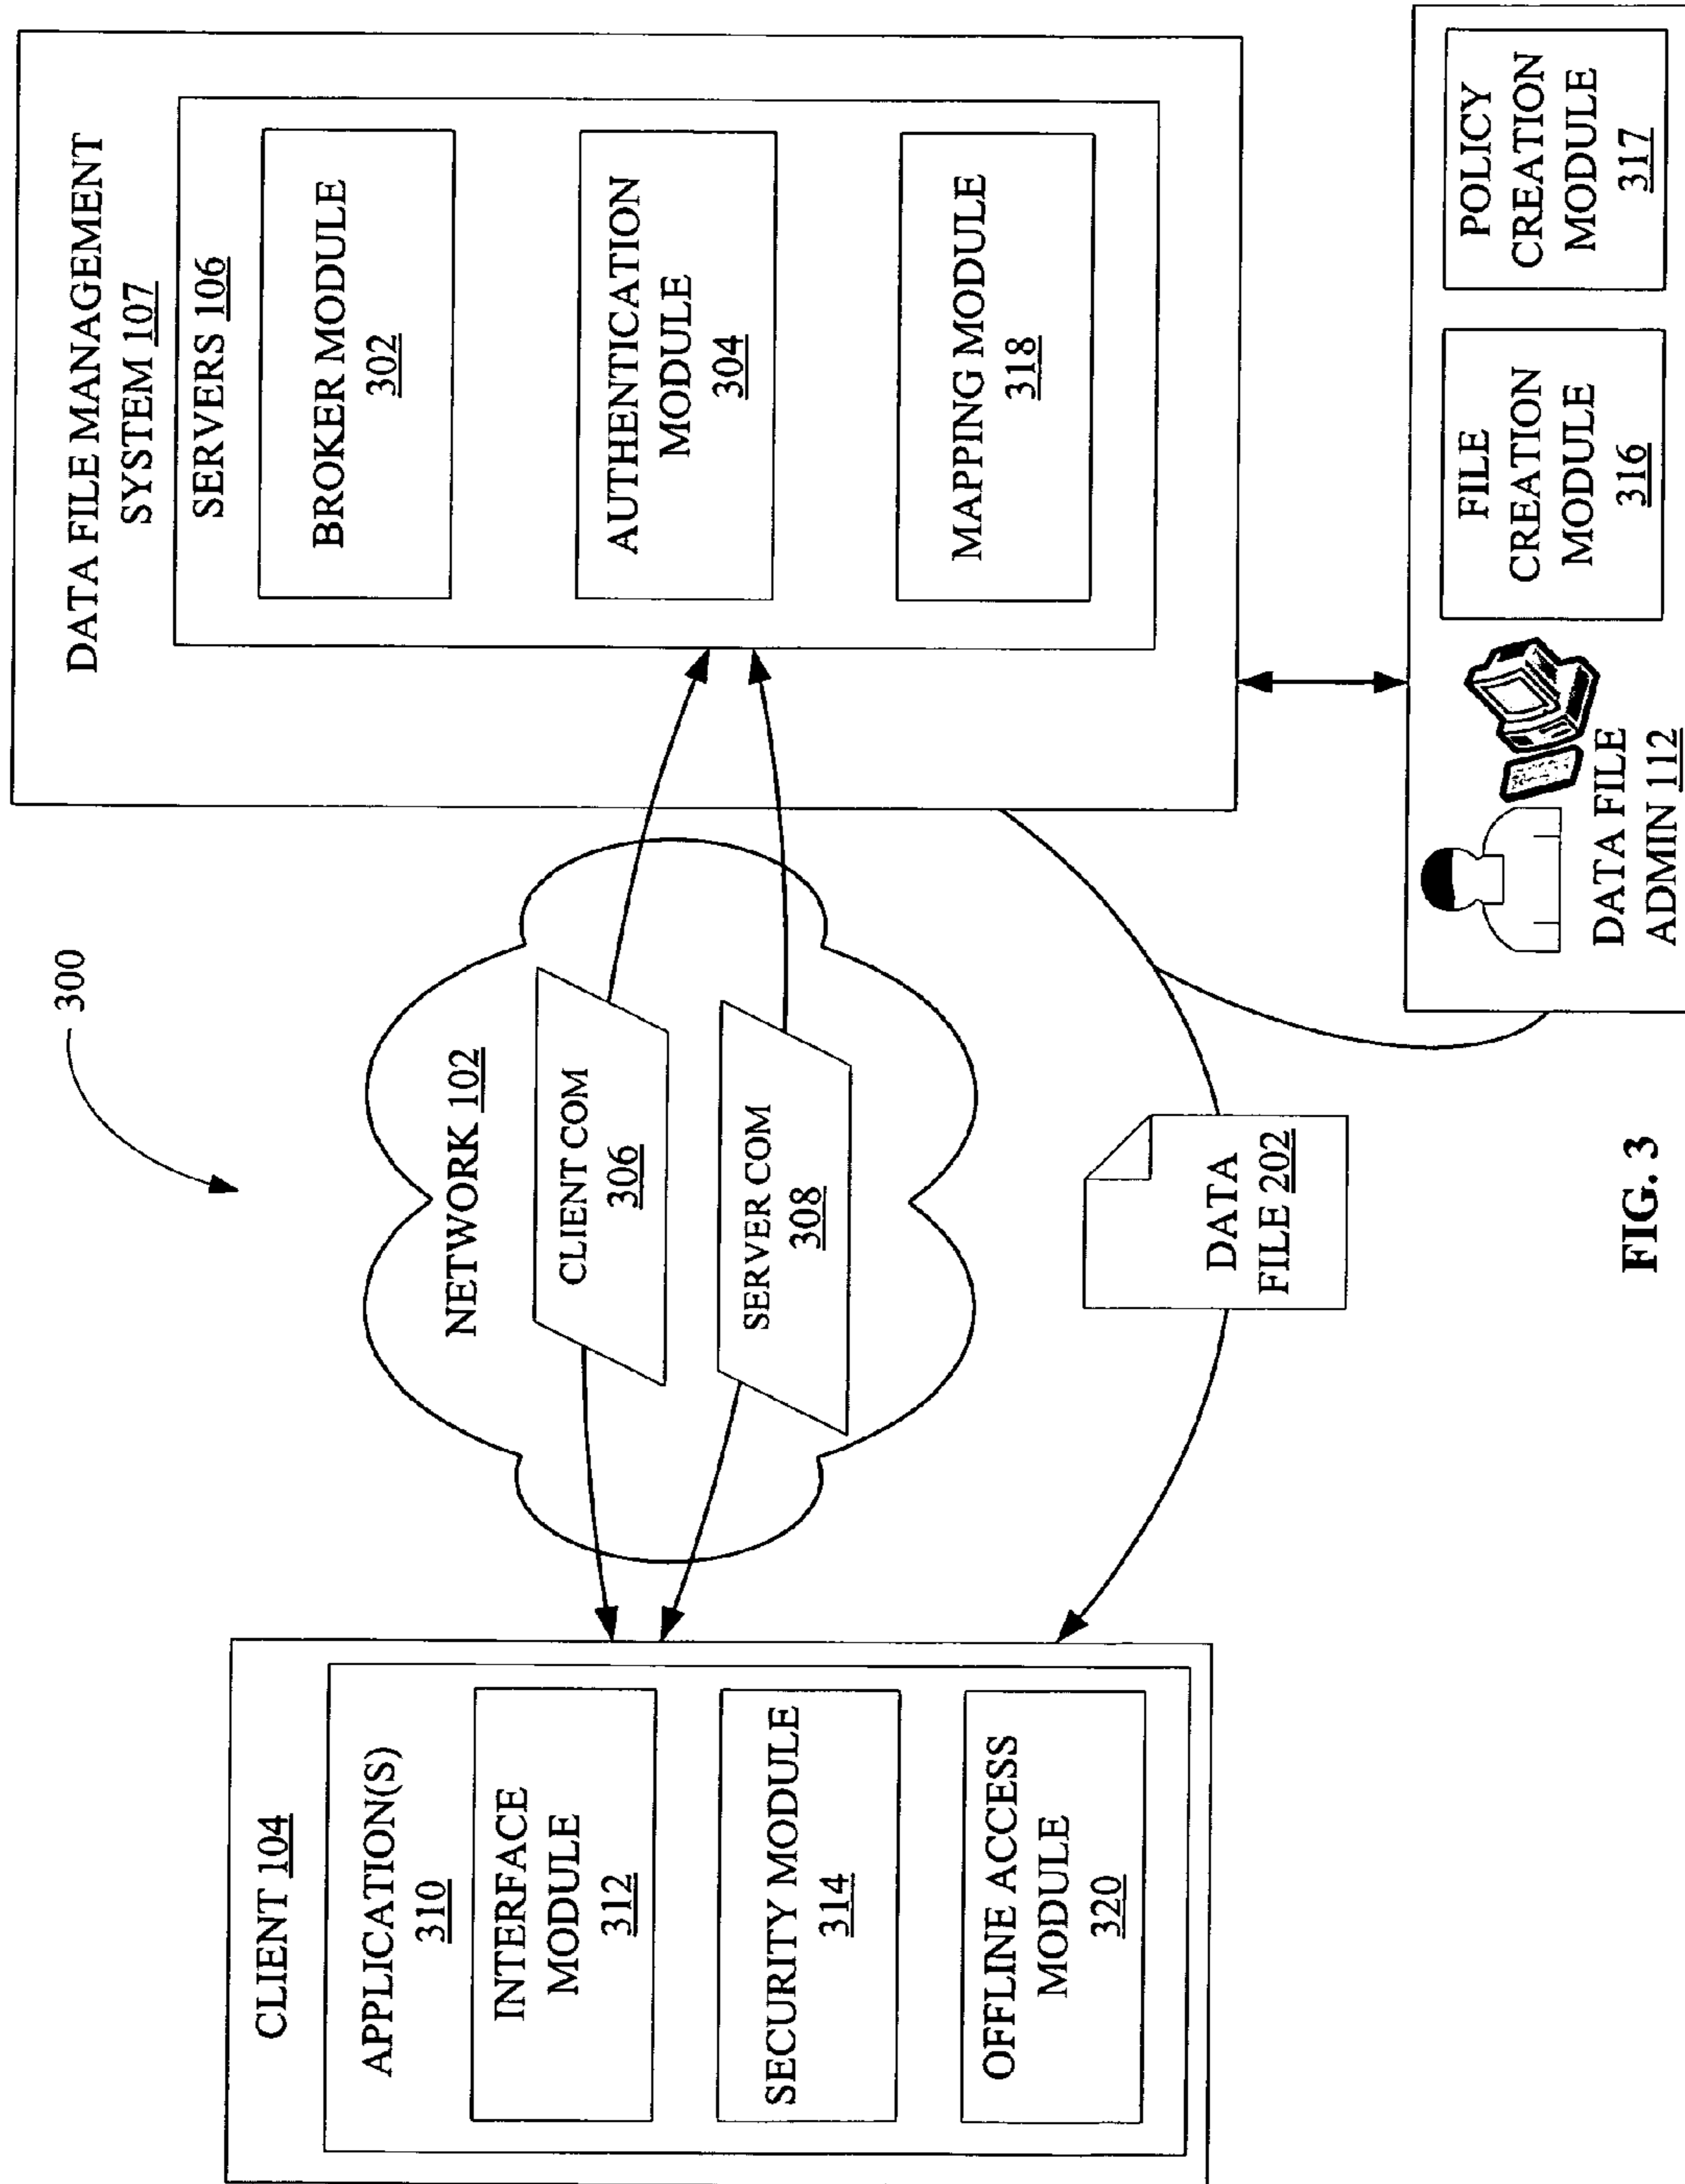 300
CLIENT 104
APPLICATION(S)
310
INTERFACE
MODULE
312
SECURITY MODULE
314
OFFLINE ACCESS
MODULE
320
NETWORK 102
CLIENT COM
306
SERVER COM
308
DATA
FILE 202
DATA FILE MANAGEMENT
SYSTEM 107
SERVERS 106
BROKER MODULE
302
AUTHENTICATION
MODULE
304
MAPPING MODULE
318
DATA FILE
ADMIN 112
FILE
CREATION
MODULE
316
POLICY
CREATION
MODULE
317
FIG. 3